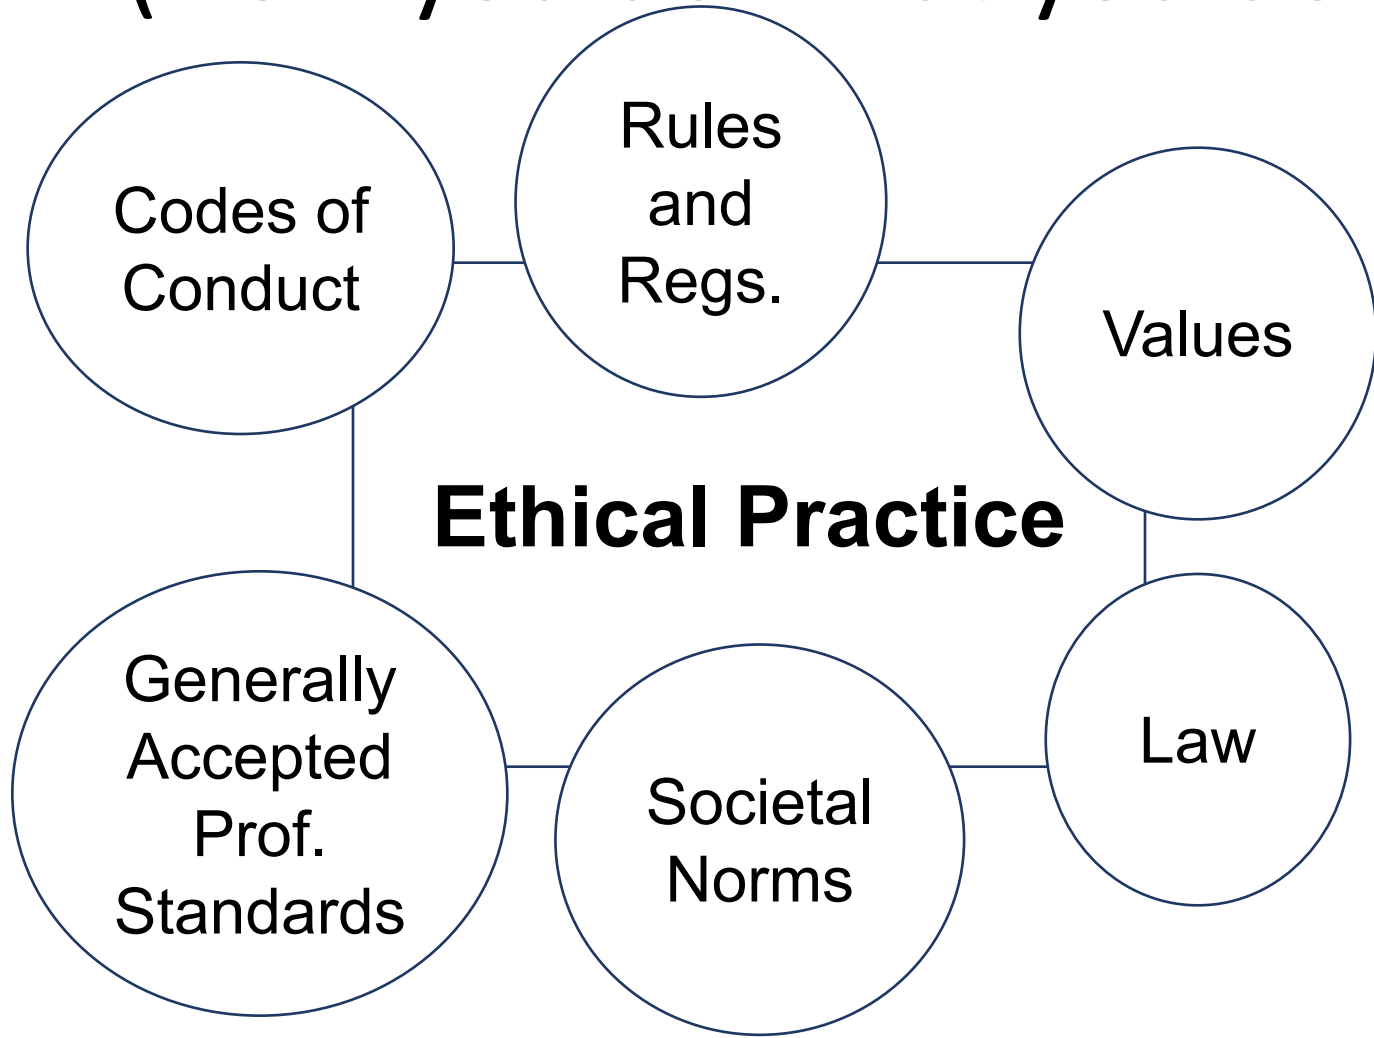 Codes of
Conduct
Rules
and
Regs.
Values
Ethical Practice
Generally
Accepted
Prof.
Standards
Societal
Norms
Law